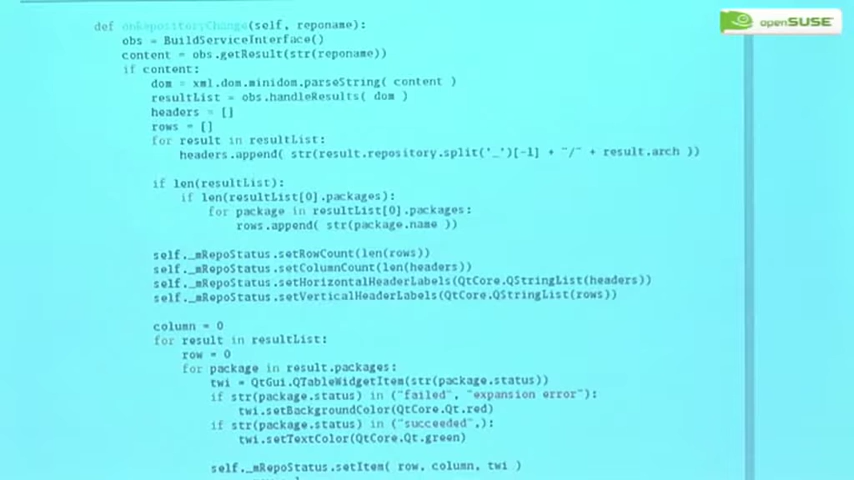 openSUSE
def onRepositoryChange(self, reponame):
obs = BuildServiceInterface()
content = obs.getResult(str(reponame))
if content:
dom = xml.dom.minidom.parseString( content )
resultList = obs.handleResults( dom )
headers = []
rows = []
for result in resultList:
headers.append( str(result.repository.split('_')[-1] + "/" + result.arch ))
if len(resultList):
if len(resultList[0].packages):
for package in resultList[0].packages:
rows.append( str(package.name ))
self._mRepoStatus.setRowCount(len(rows))
self._mRepoStatus.setColumnCount(len(headers))
self._mRepoStatus.setHorizontalHeaderLabels(QtCore.QStringList(headers))
self._mRepoStatus.setVerticalHeaderLabels(QtCore.QStringList(rows))
column = 0
for result in resultList:
row = 0
for package in result.packages:
twi = QtGui.QTableWidgetItem(str(package.status))
if str(package.status) in ("failed", "expansion error"):
twi.setBackgroundColor(QtCore.Qt.red)
if str(package.status) in ("succeeded",):
twi.setTextColor(QtCore.Qt.green)
self._mRepoStatus.setItem( row, column, twi )